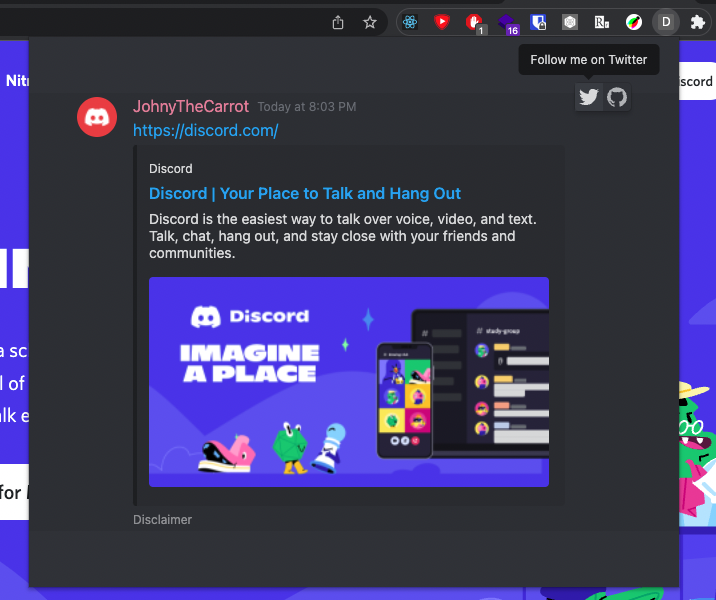 1
16
R
D
Follow me on Twitter
Nitr
scord
JohnyTheCarrot Today at 8:03 PM
https://discord.com/
Discord
Discord | Your Place to Talk and Hang Out
Discord is the easiest way to talk over voice, video, and text.
Talk, chat, hang out, and stay close with your friends and
communities.
Discord
IMAGINE
A PLACE
study-group
a sc
l of
alk e
for
Disclaimer